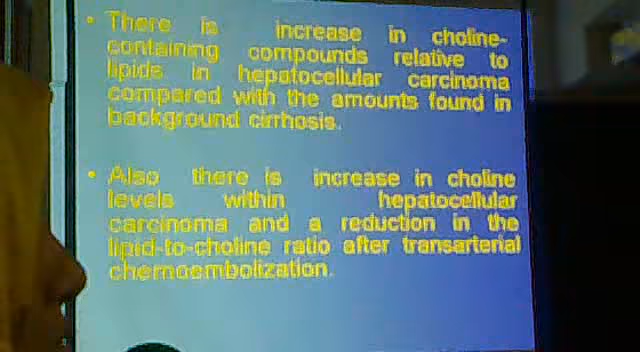 • There is increase in choline-
containing compounds relative to
lipids in hepatocellular carcinoma
compared with the amounts found in
background cirrhosis.
• Also there is increase in choline
levels within hepatocellular
carcinoma and a reduction in the
lipid-to-choline ratio after transarterial
chemoembolization.